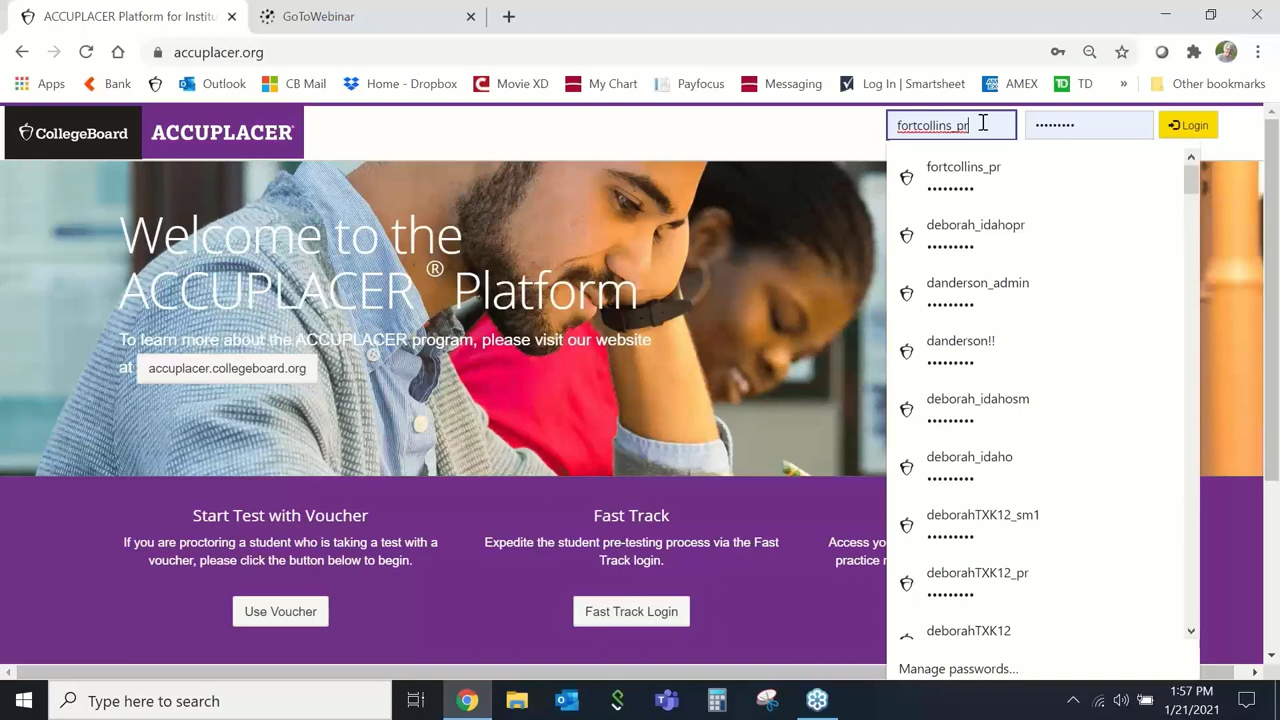 ACCUPLACER Platform for Institu
GoToWebinar
accuplacer.org
Apps
Bank
Outlook
CB Mail
Home - Dropbox
Movie XD
My Chart
Payfocus
Messaging
Log In | Smartsheet
AMEX
TD
»
Other bookmarks
CollegeBoard
ACCUPLACER®
fortcollins_pr
•••••••••
Login
fortcollins_pr
•••••••••
deborah_idahopr
•••••••••
danderson_admin
•••••••••
danderson!!
•••••••••
deborah_idahosm
•••••••••
deborah_idaho
•••••••••
deborahTXK12_sm1
•••••••••
deborahTXK12_pr
•••••••••
deborahTXK12
Manage passwords...
Welcome to the
ACCUPLACER® Platform
To learn more about the ACCUPLACER program, please visit our website
at accuplacer.collegeboard.org
Start Test with Voucher
If you are proctoring a student who is taking a test with a
voucher, please click the button below to begin.
Use Voucher
Fast Track
Expedite the student pre-testing process via the Fast
Track login.
Fast Track Login
Access you
practice
Type here to search
1:57 PM
1/21/2021